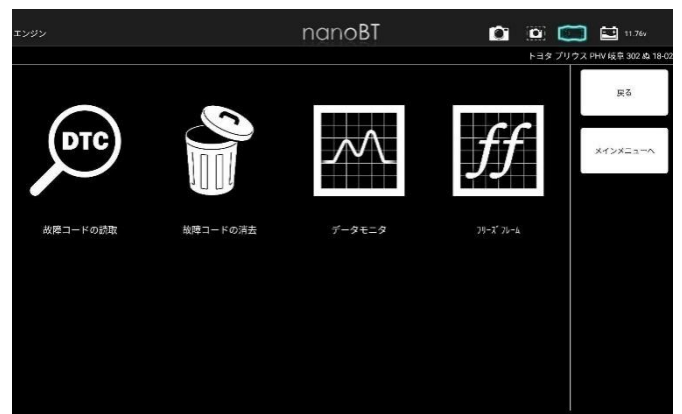 エンジン
nanoBT
11.76v
トヨタ プリウス PHV 岐阜 302 ぬ 18-02
戻る
メインメニューへ
DTC
ff
故障コードの読取
故障コードの消去
データモニタ
ﾌﾘｰｽﾞ ﾌﾚｰﾑ